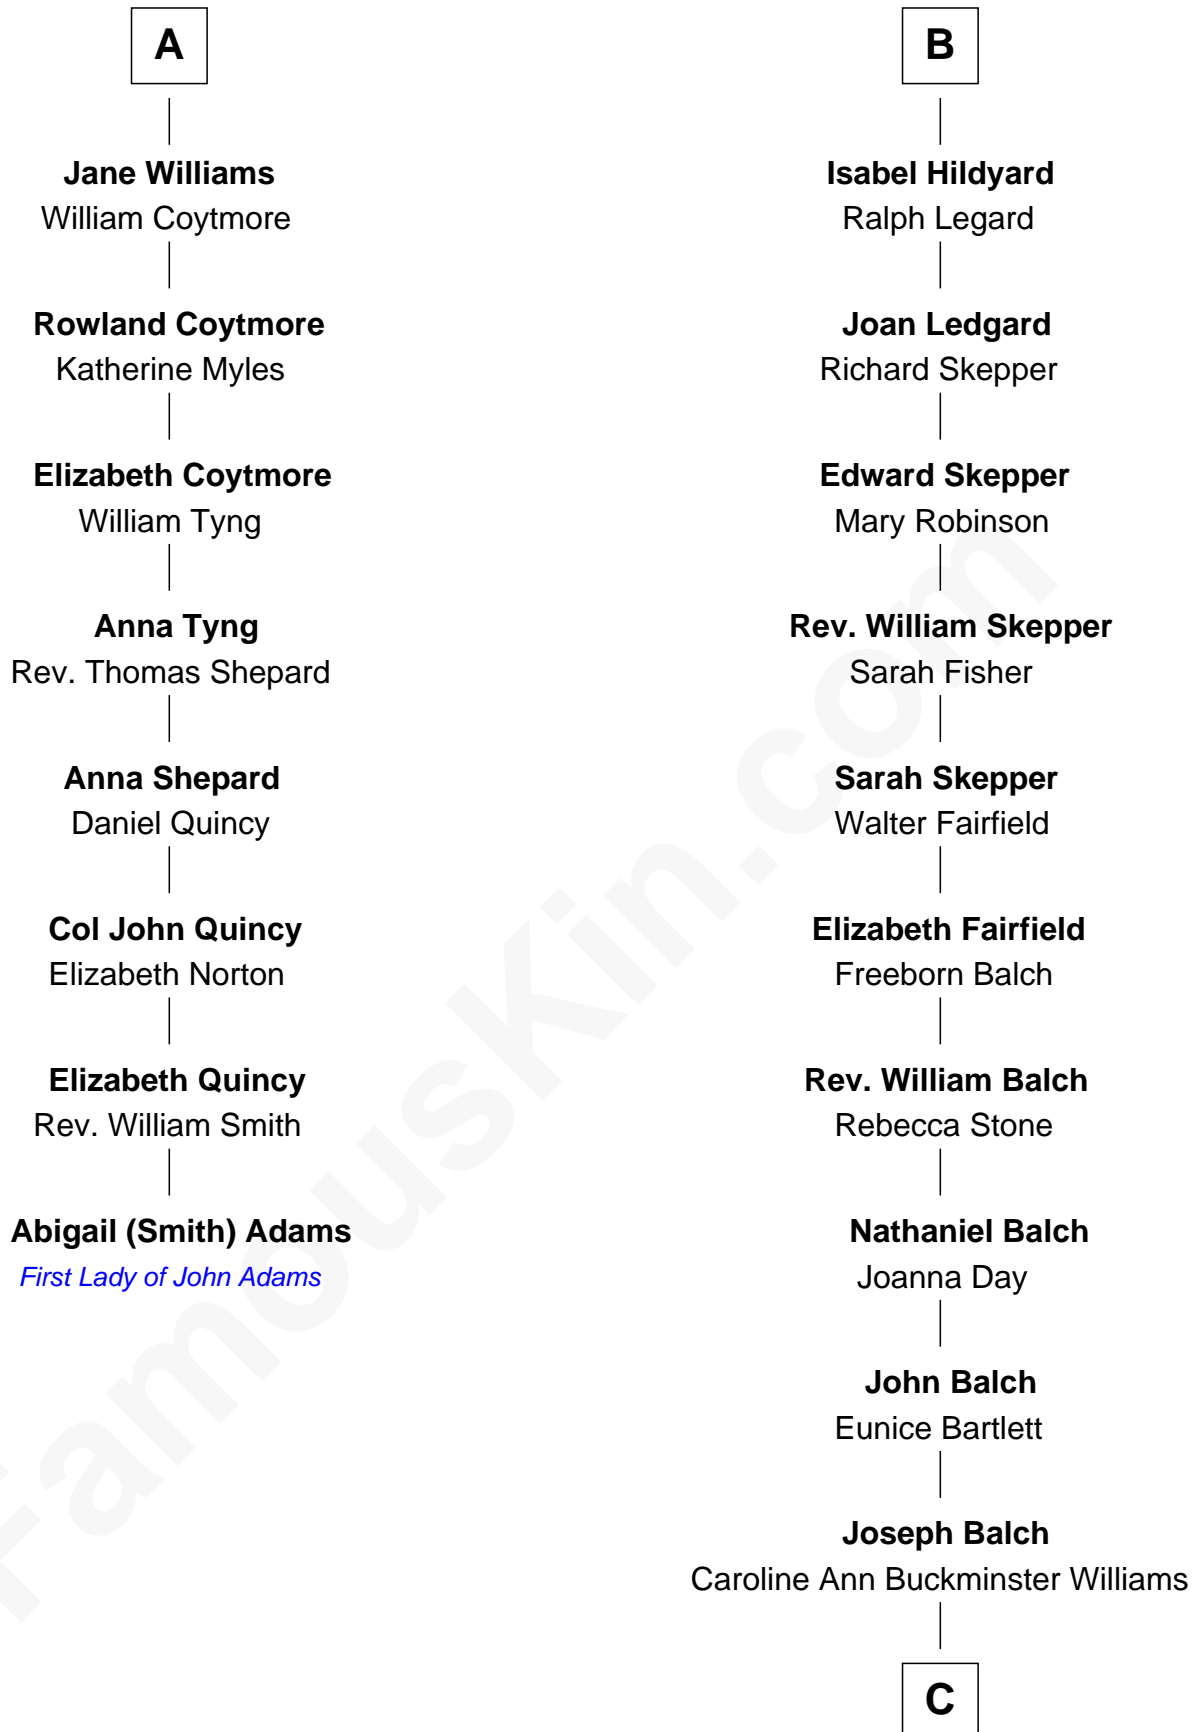 A
Jane Williams
William Coytmore
Rowland Coytmore
Katherine Myles
Elizabeth Coytmore
William Tyng
Anna Tyng
Rev. Thomas Shepard
Anna Shepard
Daniel Quincy
Col John Quincy
Elizabeth Norton
Elizabeth Quincy
Rev. William Smith
Abigail (Smith) Adams
First Lady of John Adams
B
Isabel Hildyard
Ralph Legard
Joan Ledgard
Richard Skepper
Edward Skepper
Mary Robinson
Rev. William Skepper
Sarah Fisher
Sarah Skepper
Walter Fairfield
Elizabeth Fairfield
Freeborn Balch
Rev. William Balch
Rebecca Stone
Nathaniel Balch
Joanna Day
John Balch
Eunice Bartlett
Joseph Balch
Caroline Ann Buckminster Williams
C
FamousKin.com